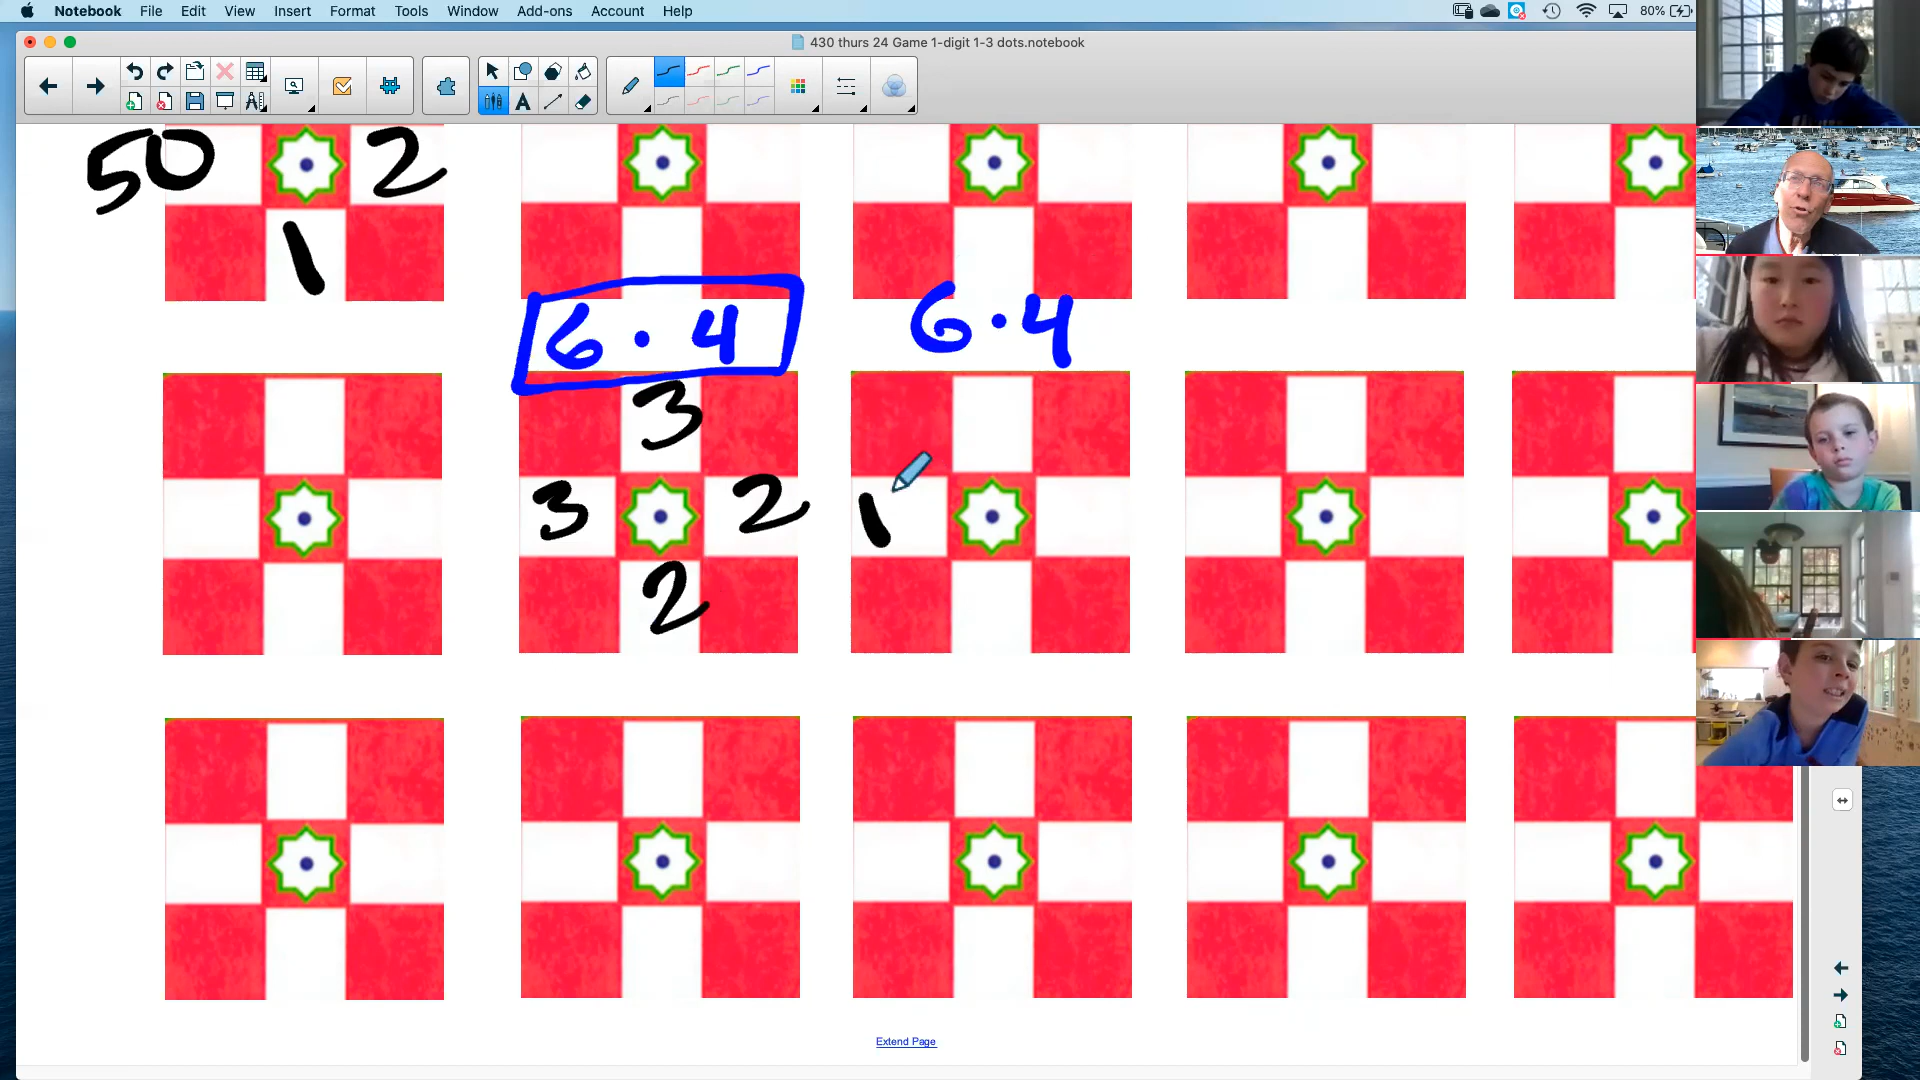 Notebook File Edit View Insert Format Tools Window Add-ons Account Help 80%
430 thurs 24 Game 1-digit 1-3 dots.notebook
A
50 2
1
6 · 4 6 · 4
3
3 2 1
2
Extend Page